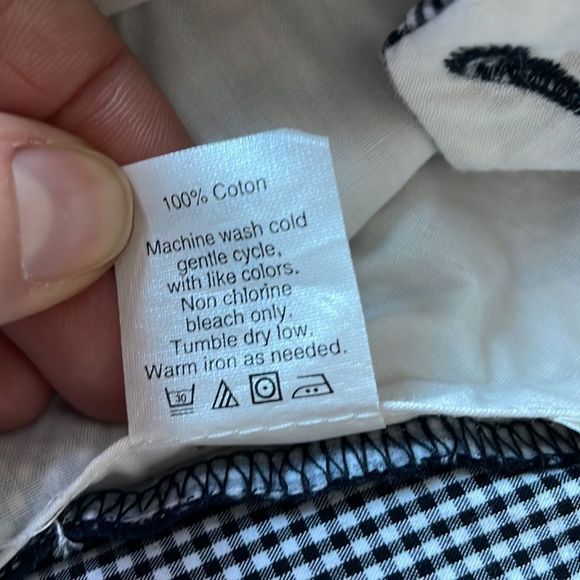 100% Coton
Machine wash cold
gentle cycle,
with like colors.
Non chlorine
bleach only.
Tumble dry low.
Warm iron as needed.
30